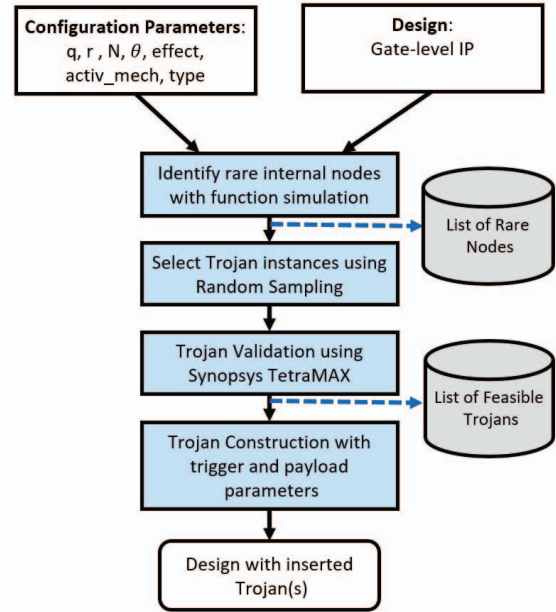 Configuration Parameters:
q, r , N, θ, effect,
activ_mech, type
Design:
Gate-level IP
Identify rare internal nodes
with function simulation
List of Rare
Nodes
Select Trojan instances using
Random Sampling
Trojan Validation using
Synopsys TetraMAX
List of Feasible
Trojans
Trojan Construction with
trigger and payload
parameters
Design with inserted
Trojan(s)